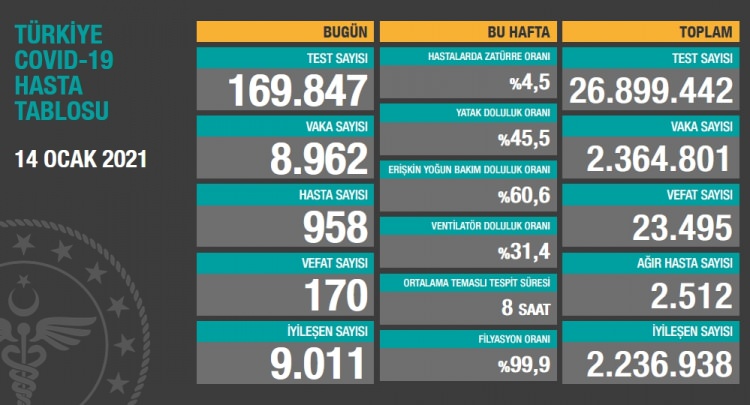 TÜRKİYE
COVID-19
HASTA
TABLOSU
14 OCAK 2021
BUGÜN
TEST SAYISI
169.847
VAKA SAYISI
8.962
HASTA SAYISI
958
VEFAT SAYISI
170
İYİLEŞEN SAYISI
9.011
BU HAFTA
HASTALARDA ZATÜRRE ORANI
%4,5
YATAK DOLULUK ORANI
%45,5
ERİŞKİN YOĞUN BAKIM DOLULUK ORANI
%60,6
VENTİLATÖR DOLULUK ORANI
%31,4
ORTALAMA TEMASLI TESPİT SÜRESİ
8 SAAT
FİLYASYON ORANI
%99,9
TOPLAM
TEST SAYISI
26.899.442
VAKA SAYISI
2.364.801
VEFAT SAYISI
23.495
AĞIR HASTA SAYISI
2.512
İYİLEŞEN SAYISI
2.236.938